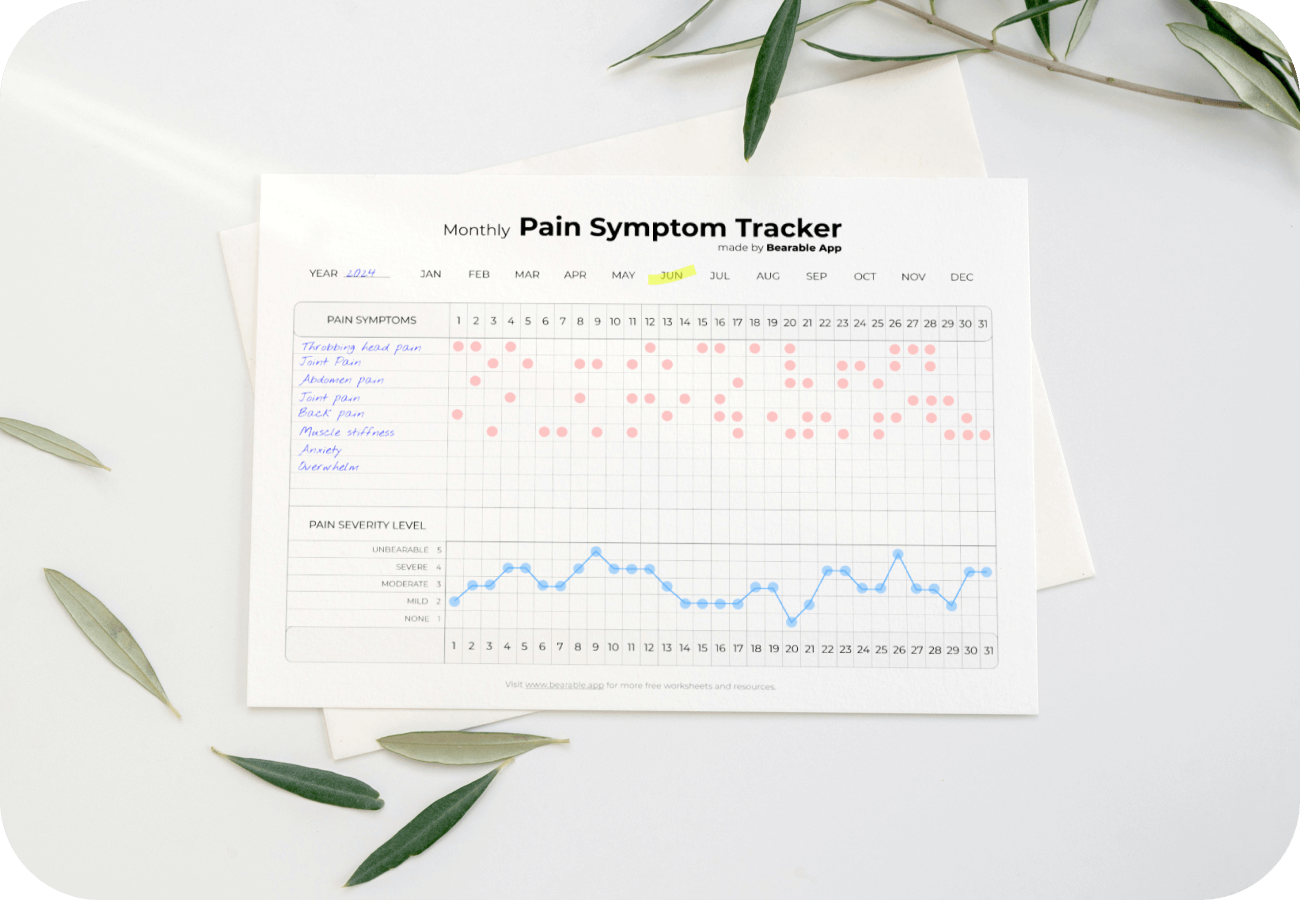 Monthly Pain Symptom Tracker
made by Bearable App
YEAR 2024 JAN FEB MAR APR MAY JUN JUL AUG SEP OCT NOV DEC
PAIN SYMPTOMS 1 2 3 4 5 6 7 8 9 10 11 12 13 14 15 16 17 18 19 20 21 22 23 24 25 26 27 28 29 30 31
Throbbing head pain
Joint Pain
Abdomen pain
Joint pain
Back pain
Muscle stiffness
Anxiety
Overwhelm
PAIN SEVERITY LEVEL
UNBEARABLE 5
SEVERE 4
MODERATE 3
MILD 2
NONE 1
1 2 3 4 5 6 7 8 9 10 11 12 13 14 15 16 17 18 19 20 21 22 23 24 25 26 27 28 29 30 31
Visit www.bearable.app for more free worksheets and resources.